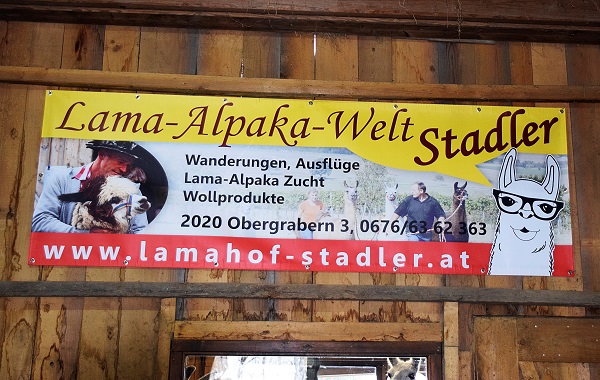 Lama-Alpaka-Welt Stadler
Wanderungen, Ausflüge
Lama-Alpaka Zucht
Wollprodukte
2020 Obergrabern 3, 0676/63 62 363
www.lamahof-stadler.at